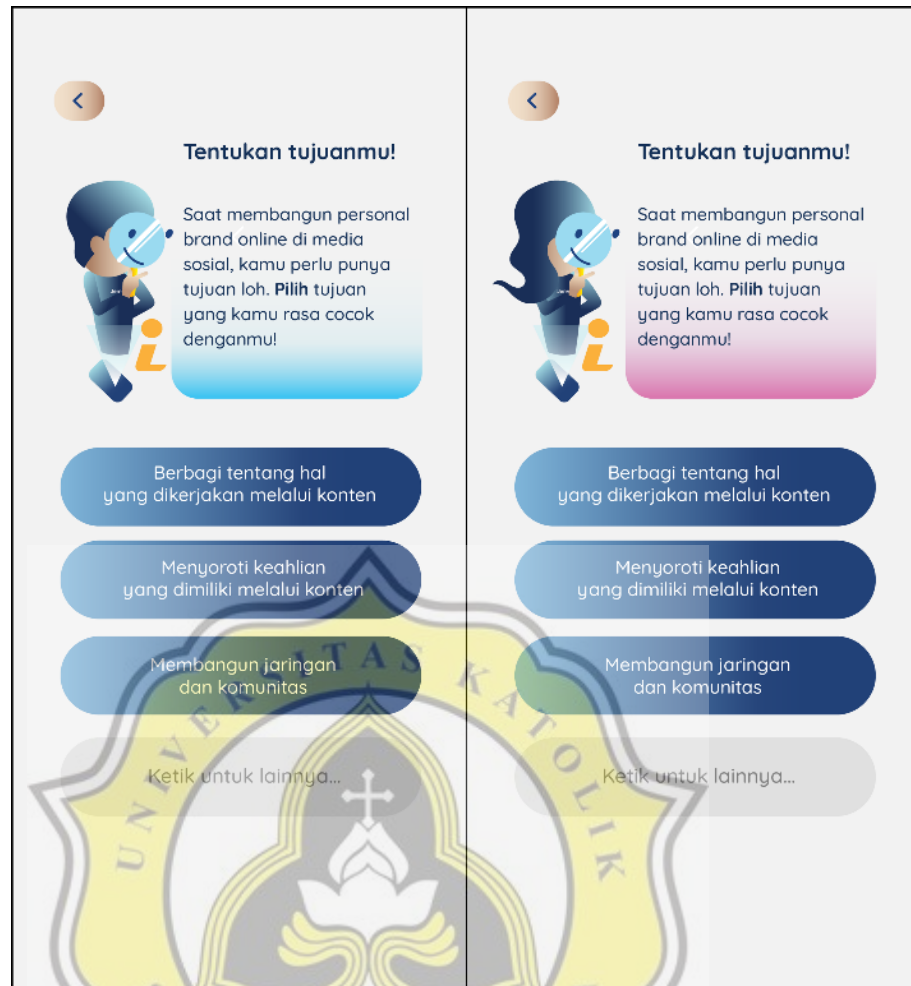 Tentukan tujuanmu!
Saat membangun personal
brand online di media
sosial, kamu perlu punya
tujuan loh. Pilih tujuan
yang kamu rasa cocok
denganmu!
Berbagi tentang hal
yang dikerjakan melalui konten
Menyoroti keahlian
yang dimiliki melalui konten
Membangun jaringan
dan komunitas
Ketik untuk lainnya...
Tentukan tujuanmu!
Saat membangun personal
brand online di media
sosial, kamu perlu punya
tujuan loh. Pilih tujuan
yang kamu rasa cocok
denganmu!
Berbagi tentang hal
yang dikerjakan melalui konten
Menyoroti keahlian
yang dimiliki melalui konten
Membangun jaringan
dan komunitas
Ketik untuk lainnya...
UNIVERSITAS KATOLIK